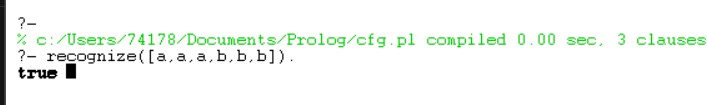 ?-
% c:/Users/74178/Documents/Prolog/cfg.pl compiled 0.00 sec, 3 clauses
?- recognize([a,a,a,b,b,b]).
true